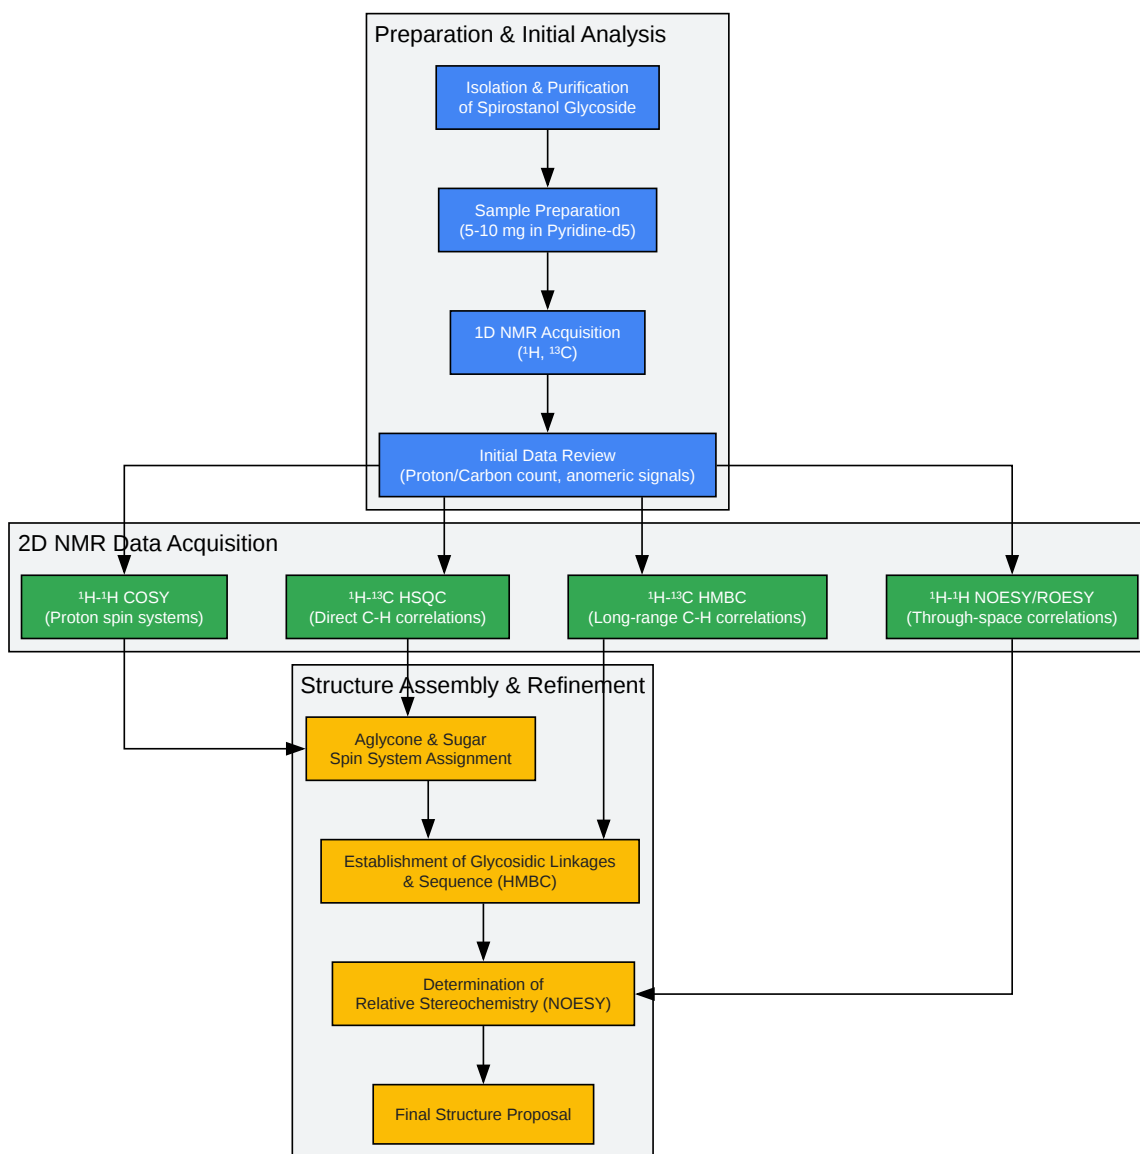 Preparation & Initial Analysis
Isolation & Purification
of Spirostanol Glycoside
Sample Preparation
(5-10 mg in Pyridine-d5)
1D NMR Acquisition
(¹H, ¹³C)
Initial Data Review
(Proton/Carbon count, anomeric signals)
2D NMR Data Acquisition
¹H-¹H COSY
(Proton spin systems)
¹H-¹³C HSQC
(Direct C-H correlations)
¹H-¹³C HMBC
(Long-range C-H correlations)
¹H-¹H NOESY/ROESY
(Through-space correlations)
Structure Assembly & Refinement
Aglycone & Sugar
Spin System Assignment
Establishment of Glycosidic Linkages
& Sequence (HMBC)
Determination of
Relative Stereochemistry (NOESY)
Final Structure Proposal